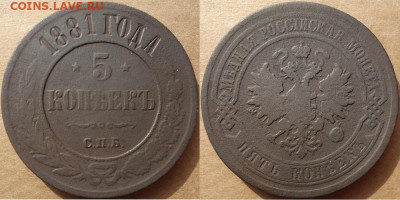 COINS.LAVE.RU
1881 ГОДА
5
КОПѢЕКЪ
С.П.Б.
МѢДНАЯ РОССІЙСКАЯ МОНЕТА
ПЯТЬ КОПѢЕКЪ